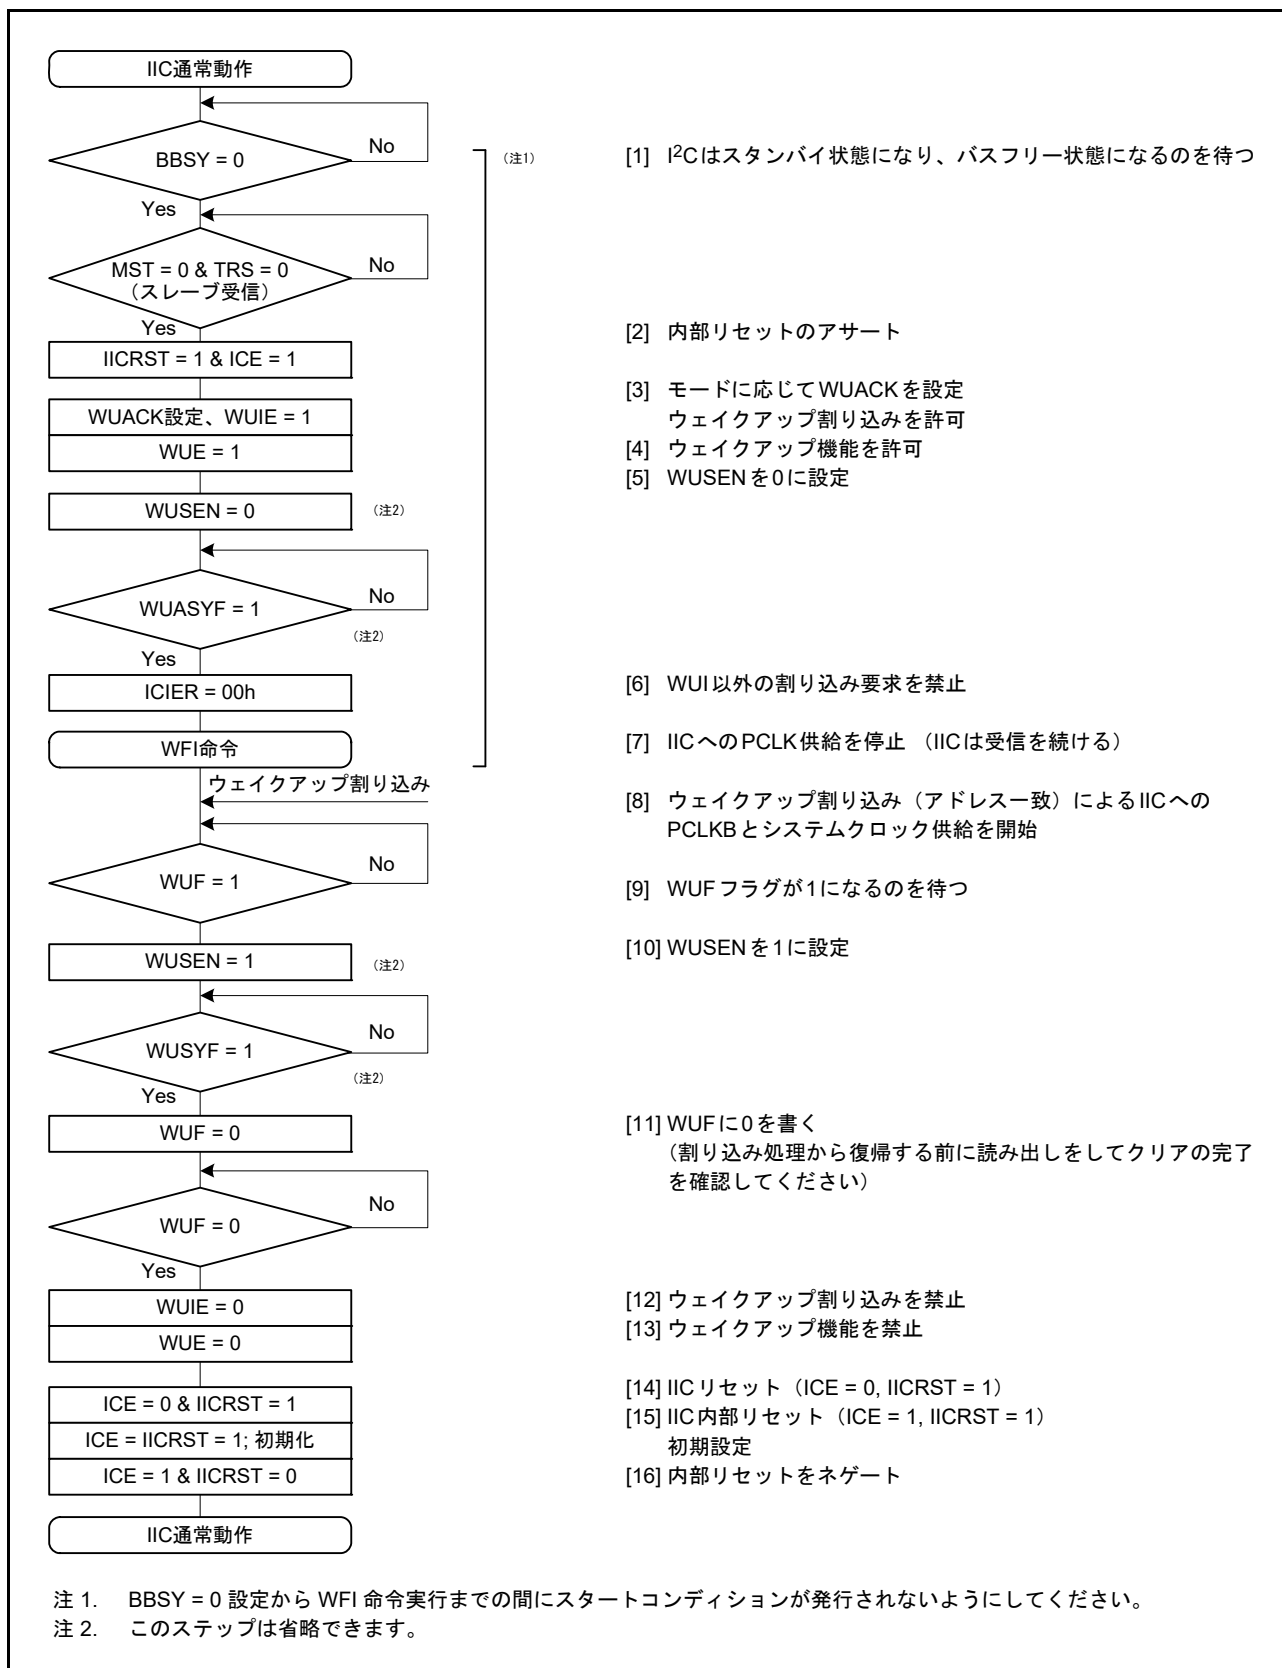 IIC通常動作
BBSY = 0
No
Yes
(注1)
[1] I2Cはスタンバイ状態になり、バスフリー状態になるのを待つ
MST = 0 & TRS = 0
(スレーブ受信)
No
Yes
IICRST = 1 & ICE = 1
[2] 内部リセットのアサート
WUACK設定、WUIE = 1
[3] モードに応じてWUACKを設定
ウェイクアップ割り込みを許可
WUE = 1
[4] ウェイクアップ機能を許可
[5] WUSENを0に設定
WUSEN = 0
(注2)
WUASYF = 1
No
(注2)
Yes
ICIER = 00h
[6] WUI以外の割り込み要求を禁止
WFI命令
[7] IICへのPCLK供給を停止 (IICは受信を続ける)
ウェイクアップ割り込み
[8] ウェイクアップ割り込み(アドレス一致)によるIICへの
PCLKBとシステムクロック供給を開始
WUF = 1
No
[9] WUFフラグが1になるのを待つ
WUSEN = 1
(注2)
[10] WUSENを1に設定
WUSYF = 1
No
(注2)
Yes
WUF = 0
[11] WUFに0を書く
(割り込み処理から復帰する前に読み出しをしてクリアの完了
を確認してください)
WUF = 0
No
Yes
WUIE = 0
[12] ウェイクアップ割り込みを禁止
WUE = 0
[13] ウェイクアップ機能を禁止
ICE = 0 & IICRST = 1
[14] IICリセット(ICE = 0, IICRST = 1)
ICE = IICRST = 1; 初期化
[15] IIC内部リセット(ICE = 1, IICRST = 1)
初期設定
ICE = 1 & IICRST = 0
[16] 内部リセットをネゲート
IIC通常動作
注 1. BBSY = 0 設定から WFI 命令実行までの間にスタートコンディションが発行されないようにしてください。
注 2. このステップは省略できます。